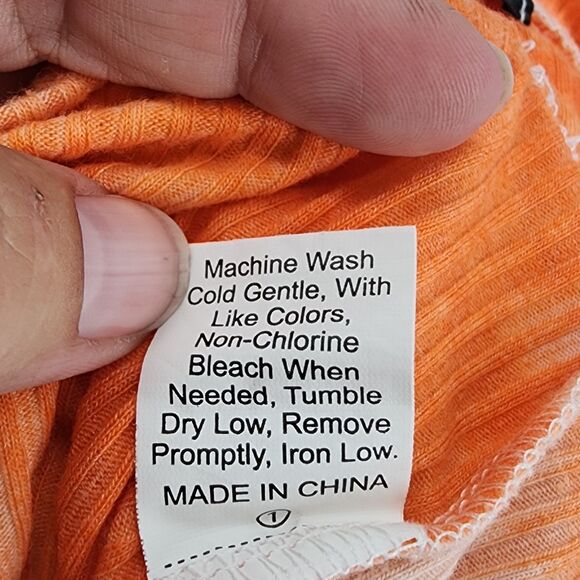 Machine Wash
Cold Gentle, With
Like Colors,
Non-Chlorine
Bleach When
Needed, Tumble
Dry Low, Remove
Promptly, Iron Low.
MADE IN CHINA
1